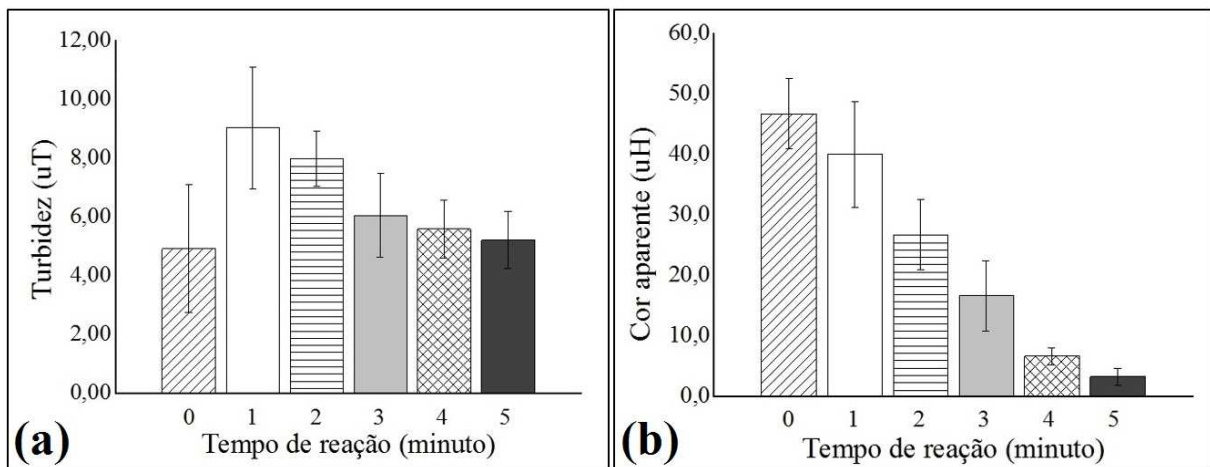 12,00
10,00
8,00
6,00
4,00
2,00
0,00
Turbidez (uT)
0 1 2 3 4 5
Tempo de reação (minuto)
(a)
60,0
50,0
40,0
30,0
20,0
10,0
0,0
Cor aparente (uH)
0 1 2 3 4 5
Tempo de reação (minuto)
(b)